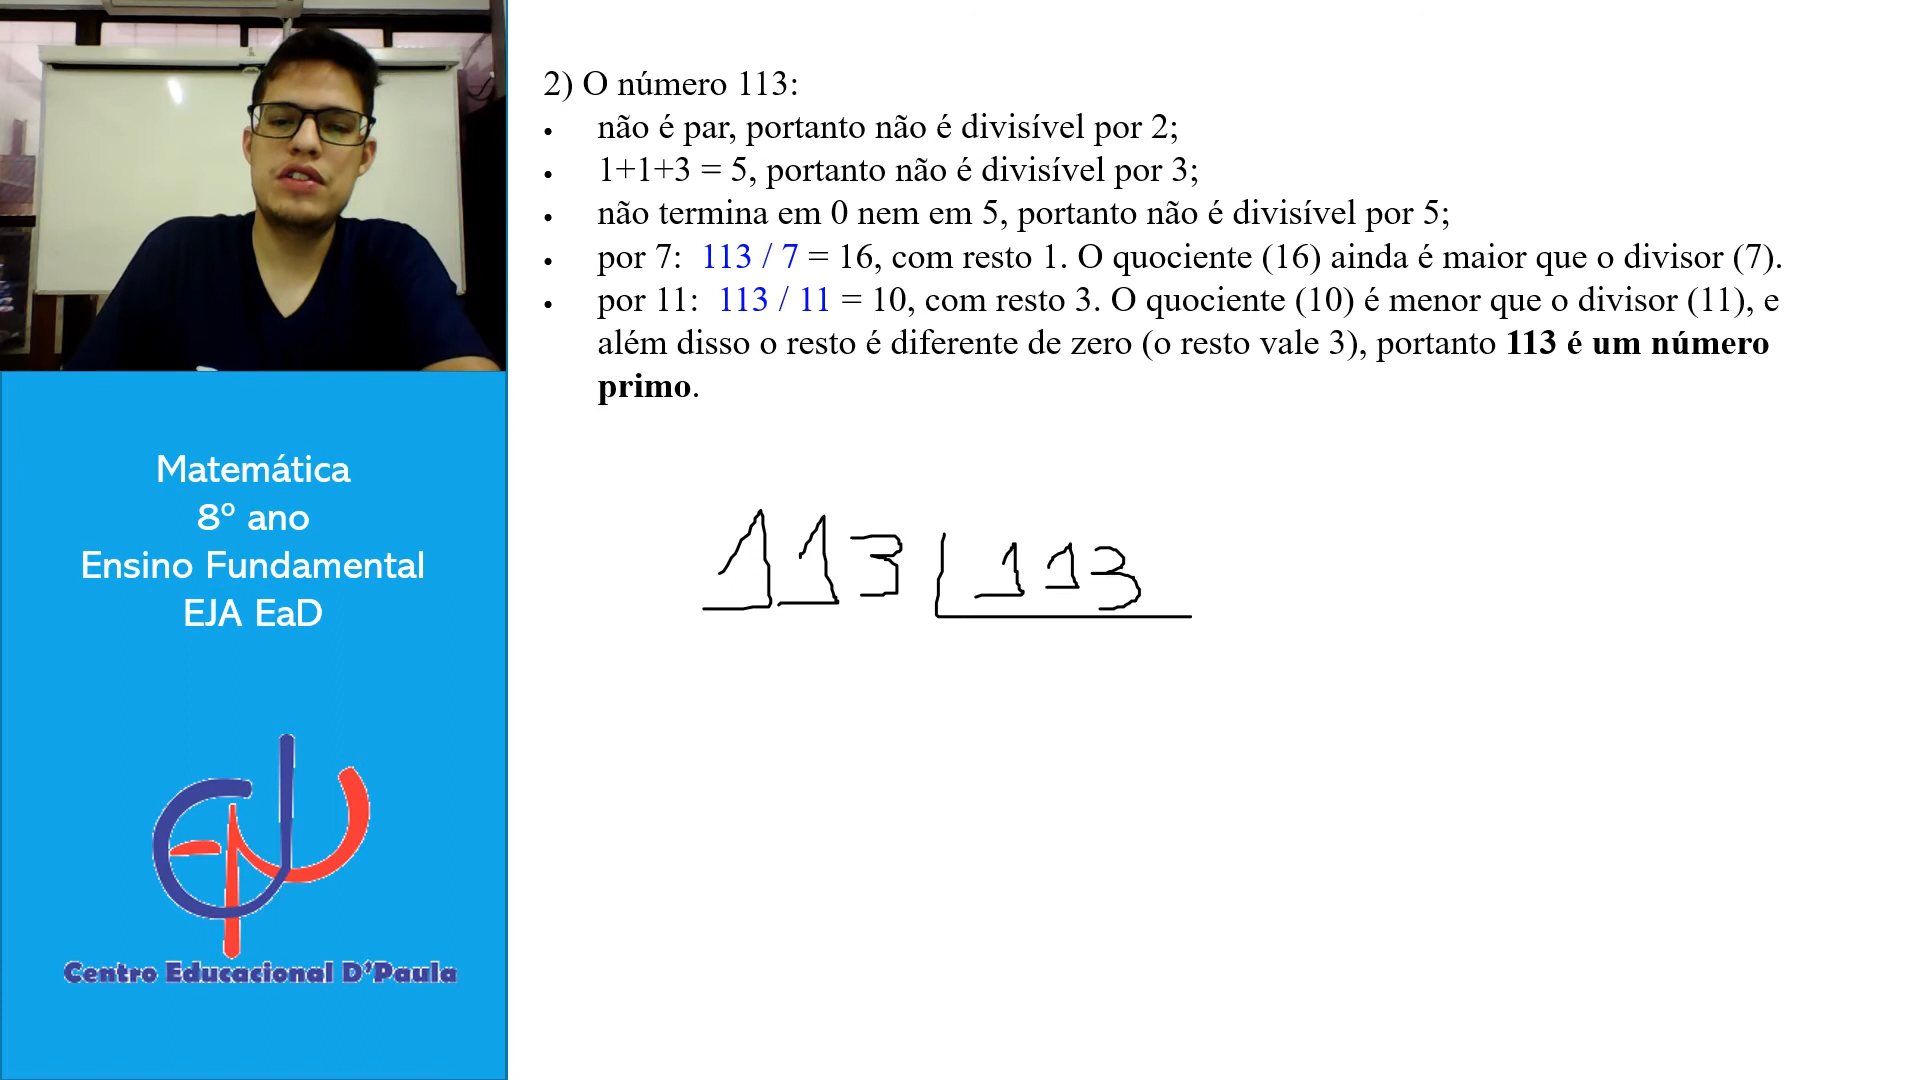 2) O número 113:
• não é par, portanto não é divisível por 2;
• 1+1+3 = 5, portanto não é divisível por 3;
• não termina em 0 nem em 5, portanto não é divisível por 5;
• por 7: 113 / 7 = 16, com resto 1. O quociente (16) ainda é maior que o divisor (7).
• por 11: 113 / 11 = 10, com resto 3. O quociente (10) é menor que o divisor (11), e
além disso o resto é diferente de zero (o resto vale 3), portanto 113 é um número
primo.
113 113
Matemática
8º ano
Ensino Fundamental
EJA EaD
Centro Educacional D'Paula